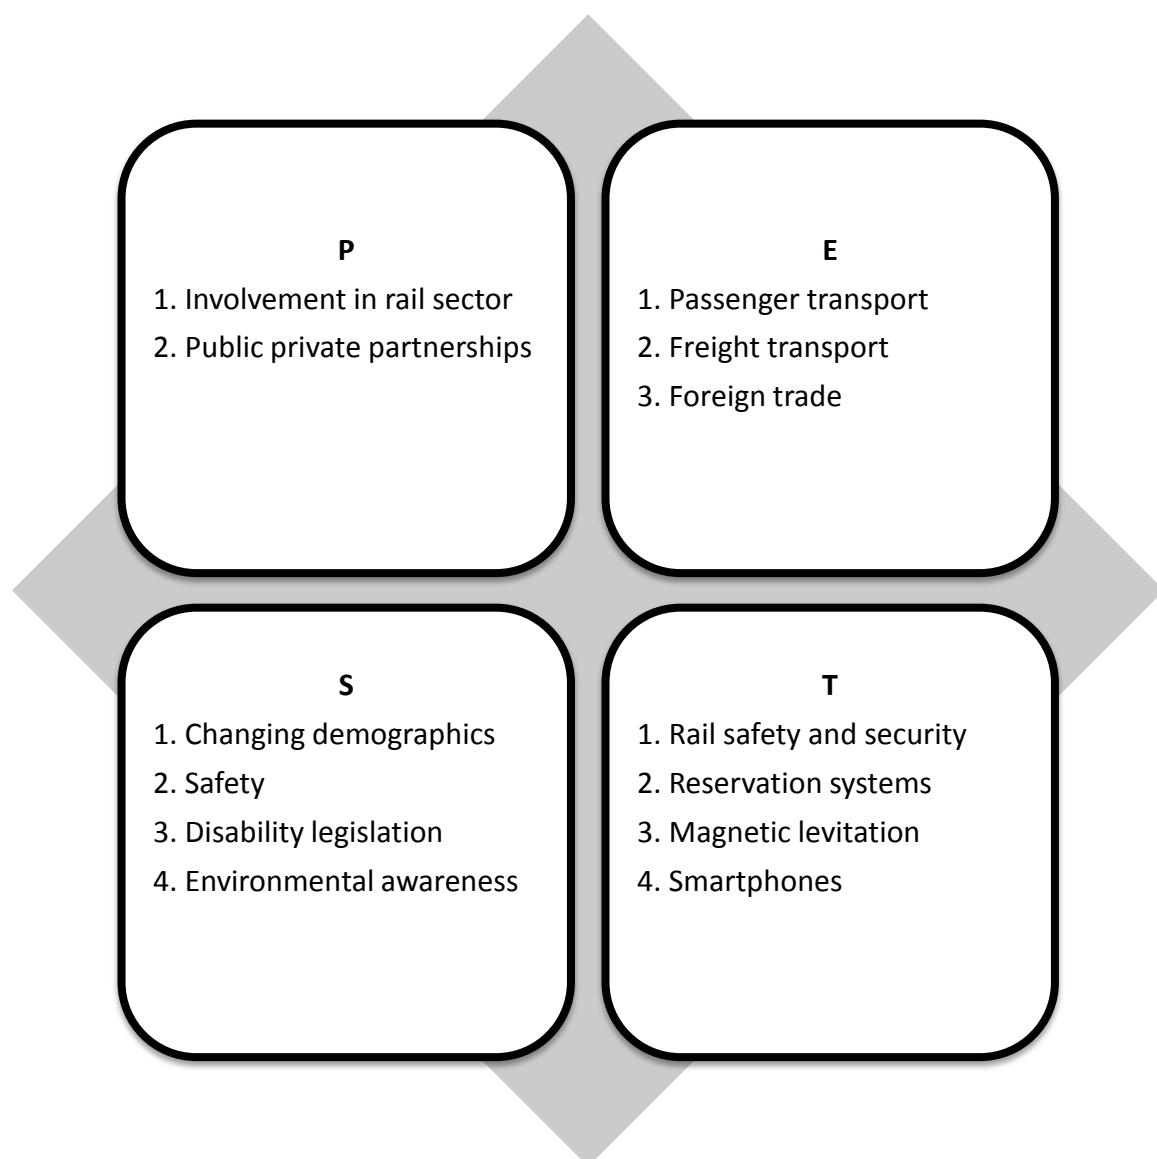 P
1. Involvement in rail sector
2. Public private partnerships
E
1. Passenger transport
2. Freight transport
3. Foreign trade
S
1. Changing demographics
2. Safety
3. Disability legislation
4. Environmental awareness
T
1. Rail safety and security
2. Reservation systems
3. Magnetic levitation
4. Smartphones